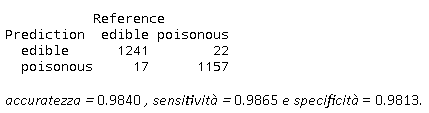 Reference
Prediction edible poisonous
edible 1241 22
poisonous 17 1157
accuratezza = 0.9840 , sensitività = 0.9865 e specificità = 0.9813.